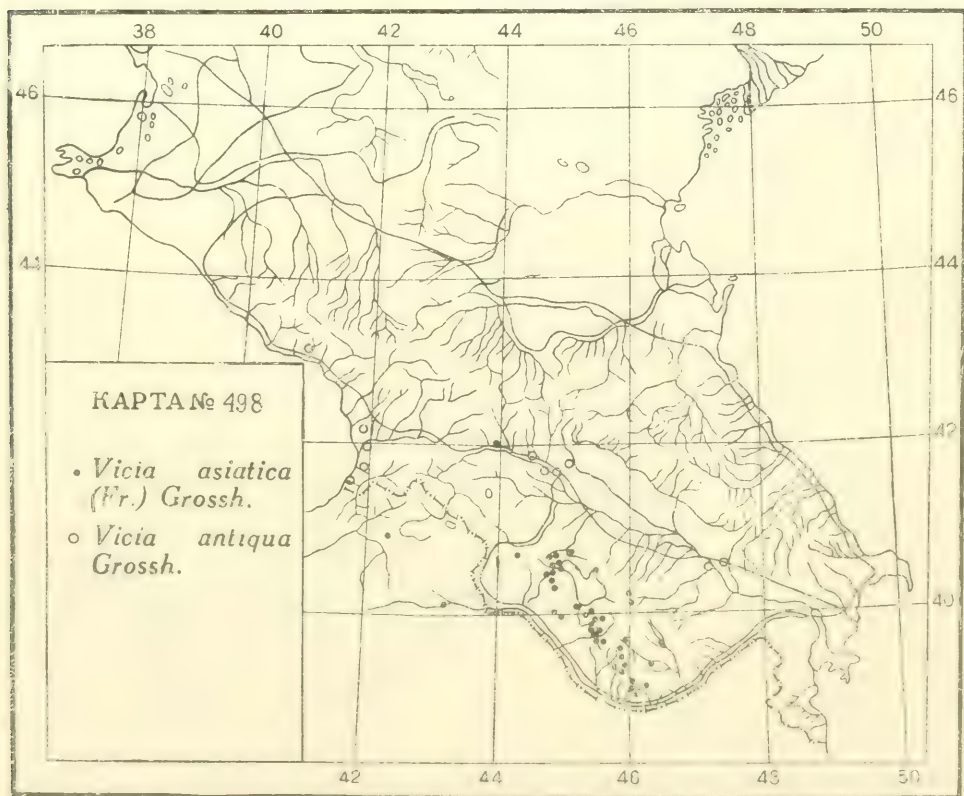 38 40 42 44 46 48 50
46 46
44 44
КАРТА № 498
42
• Vicia asiatica
(Fr.) Grossh.
○ Vicia antiqua
Grossh.
40
42 44 46 48 50